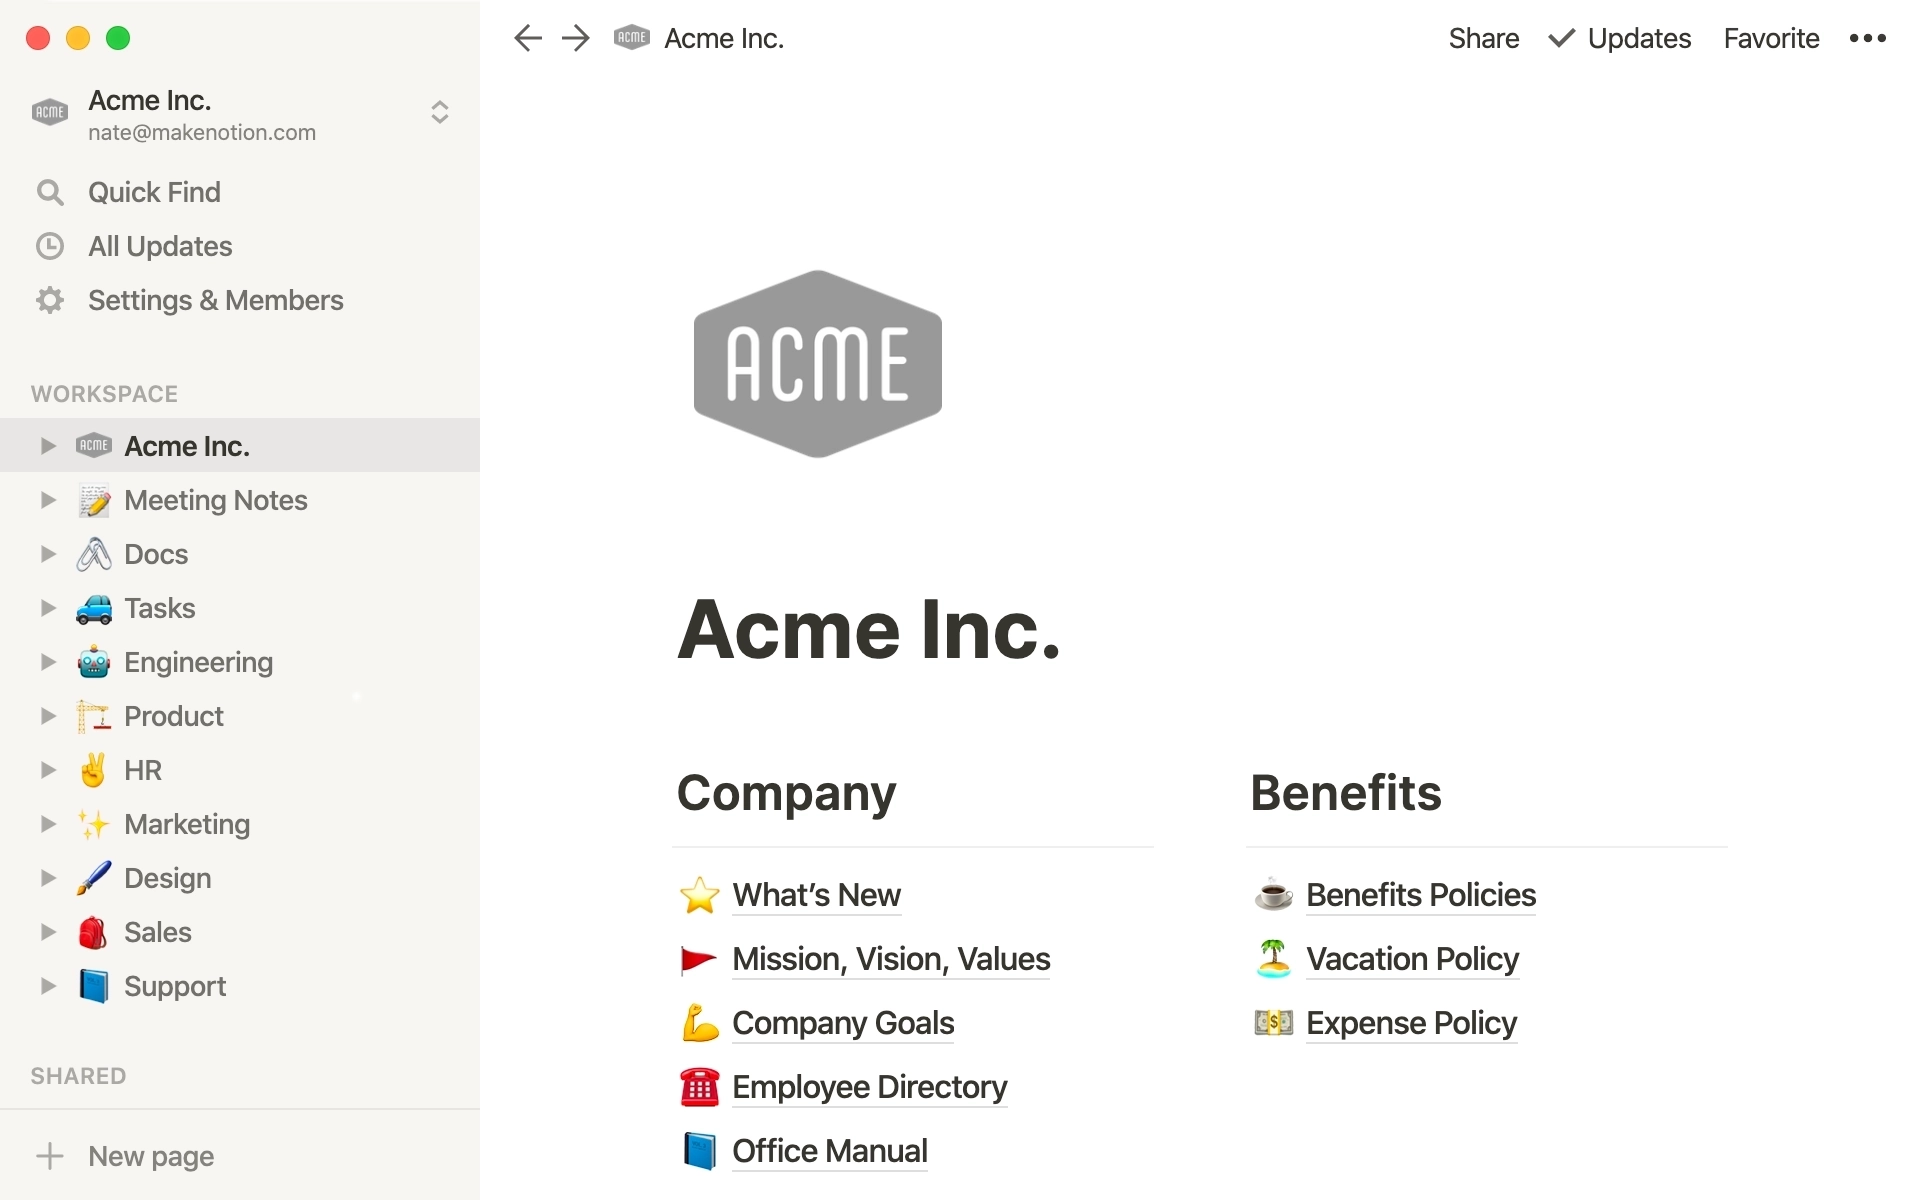 Acme Inc.
nate@makenotion.com
Quick Find
All Updates
Settings & Members
WORKSPACE
ACME Acme Inc.
Meeting Notes
Docs
Tasks
Engineering
Product
HR
Marketing
Design
Sales
Support
SHARED
New page
ACME Acme Inc.
Share Updates Favorite
ACME
Acme Inc.
Company
What’s New
Mission, Vision, Values
Company Goals
Employee Directory
Office Manual
Benefits
Benefits Policies
Vacation Policy
Expense Policy